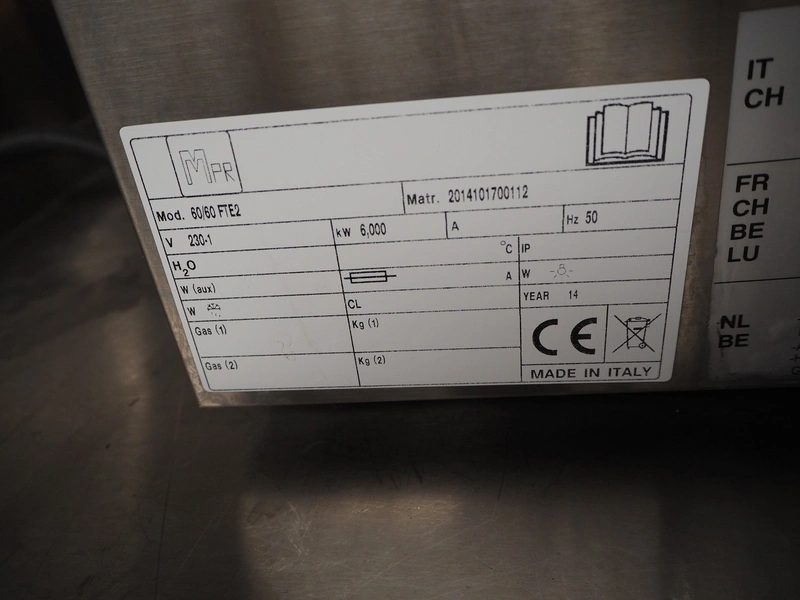 MPR
Mod. 60/60 FTE2
Matr. 2014101700112
V 230-1
kW 6,000
A
Hz 50
H2O
°C
IP
W (aux)
A
W
W
CL
YEAR 14
Gas (1)
Kg (1)
Gas (2)
Kg (2)
CE
MADE IN ITALY
IT
CH
FR
CH
BE
LU
NL
BE